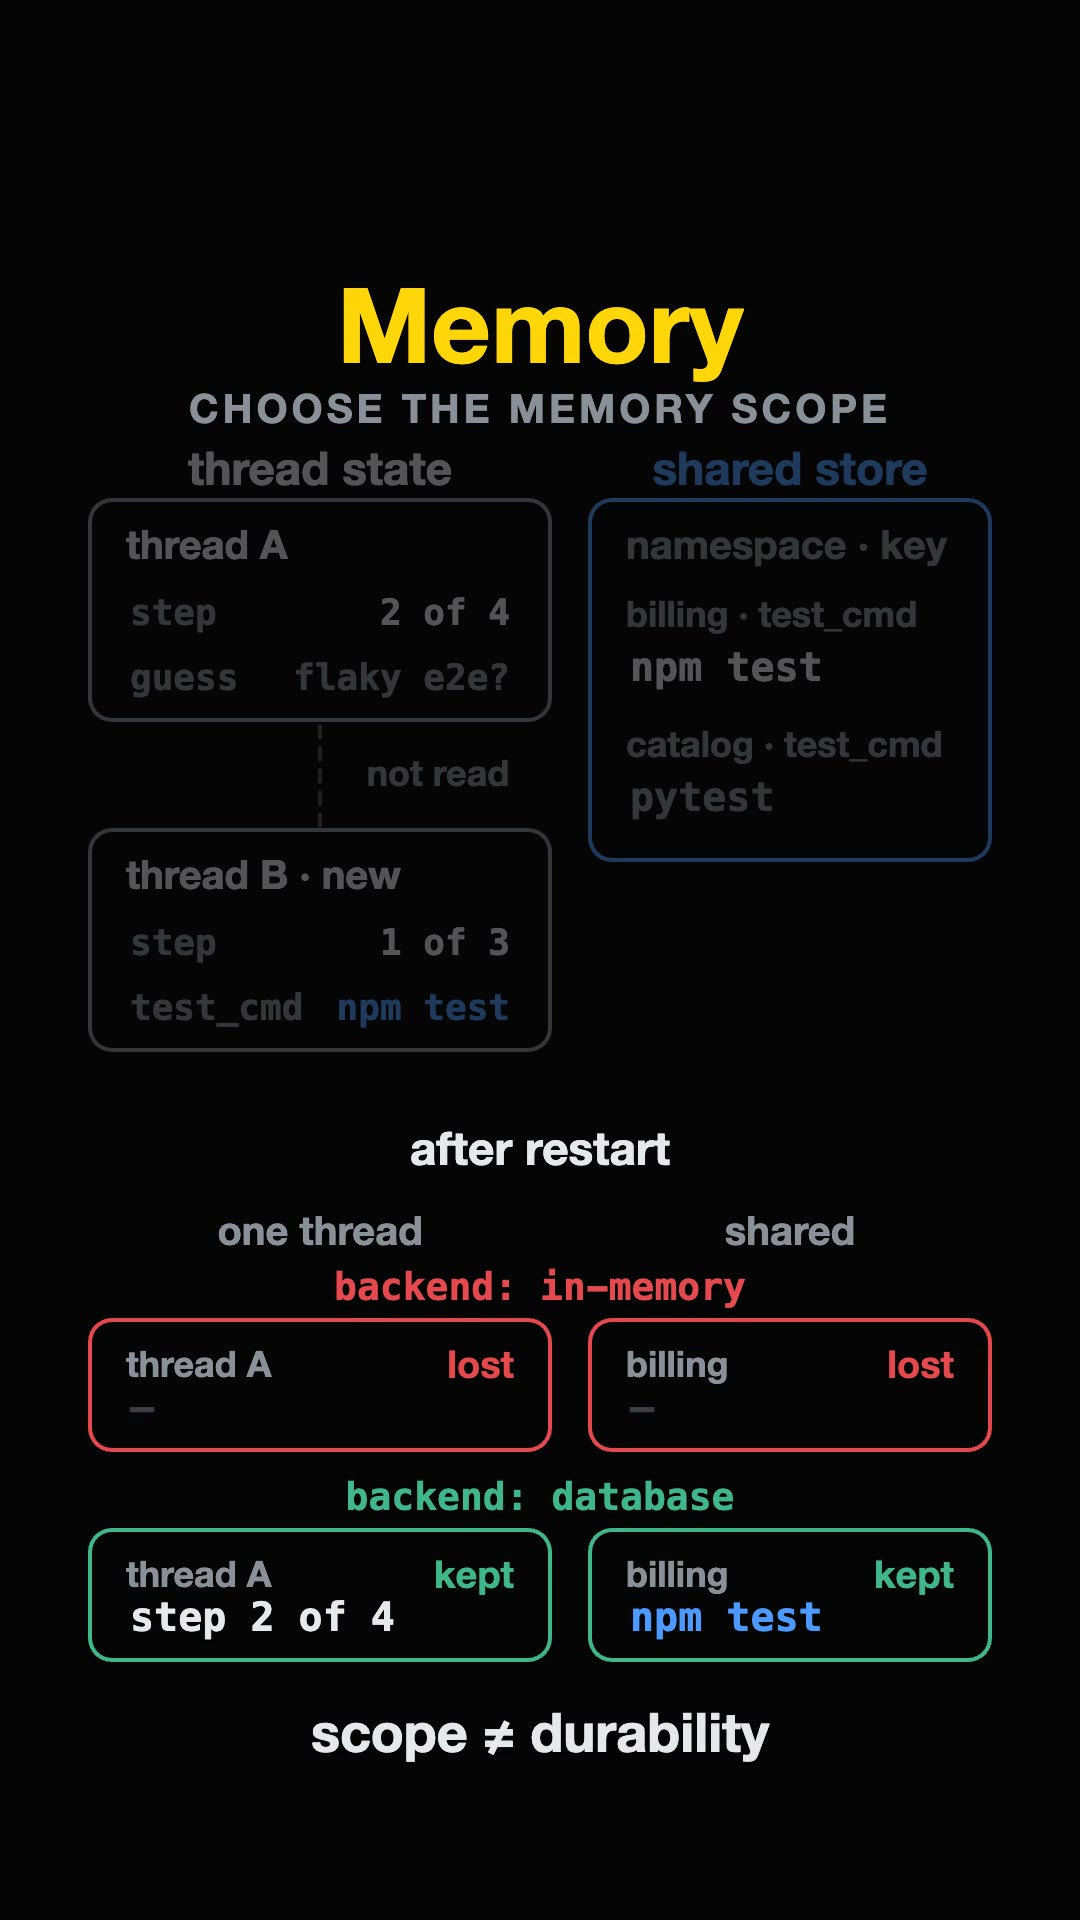 Memory
CHOOSE THE MEMORY SCOPE
thread state
thread A
step 2 of 4
guess flaky e2e?
not read
thread B · new
step 1 of 3
test_cmd npm test
shared store
namespace · key
billing · test_cmd
npm test
catalog · test_cmd
pytest
after restart
one thread shared
backend: in-memory
thread A lost
—
billing lost
—
backend: database
thread A kept
step 2 of 4
billing kept
npm test
scope ≠ durability